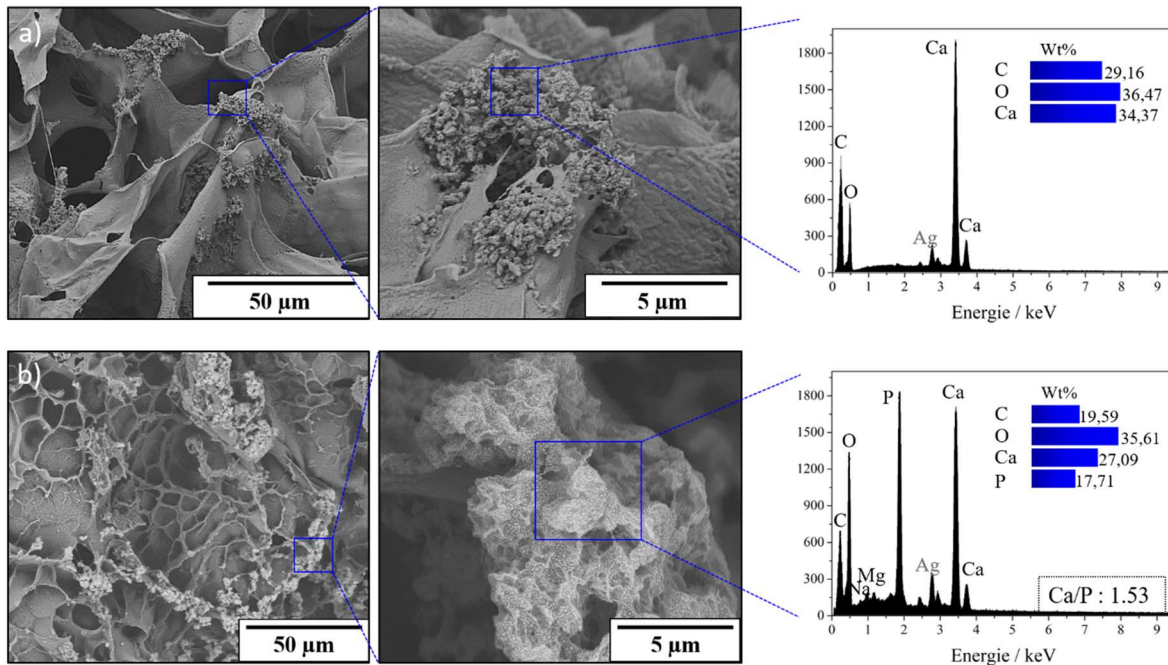 a)
50 µm
5 µm
1800
1500
1200
900
600
300
0
C
O
Ag
Ca
Ca
Wt%
C 29,16
O 36,47
Ca 34,37
0 1 2 3 4 5 6 7 8 9
Energie / keV
b)
50 µm
5 µm
1800
1500
1200
900
600
300
0
C
O
Na
Mg
P
Ag
Ca
Ca
Wt%
C 19,59
O 35,61
Ca 27,09
P 17,71
Ca/P : 1.53
0 1 2 3 4 5 6 7 8 9
Energie / keV